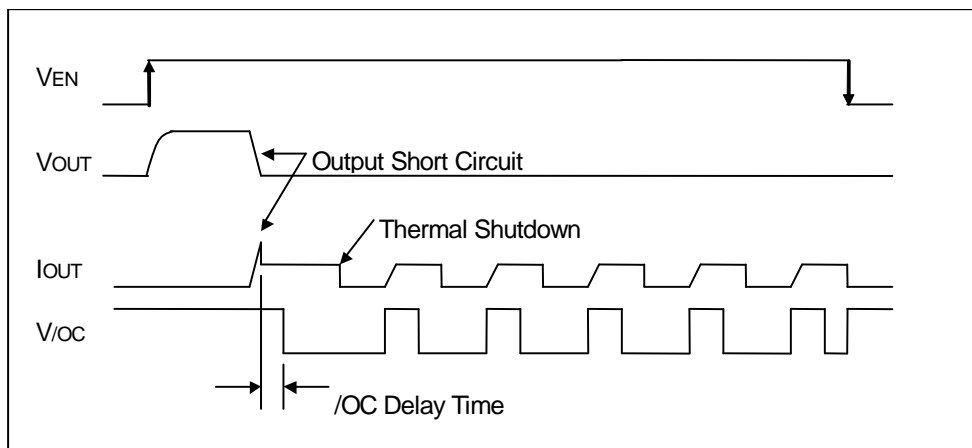 VEN
VOUT
Output Short Circuit
Thermal Shutdown
IOUT
V/OC
/OC Delay Time